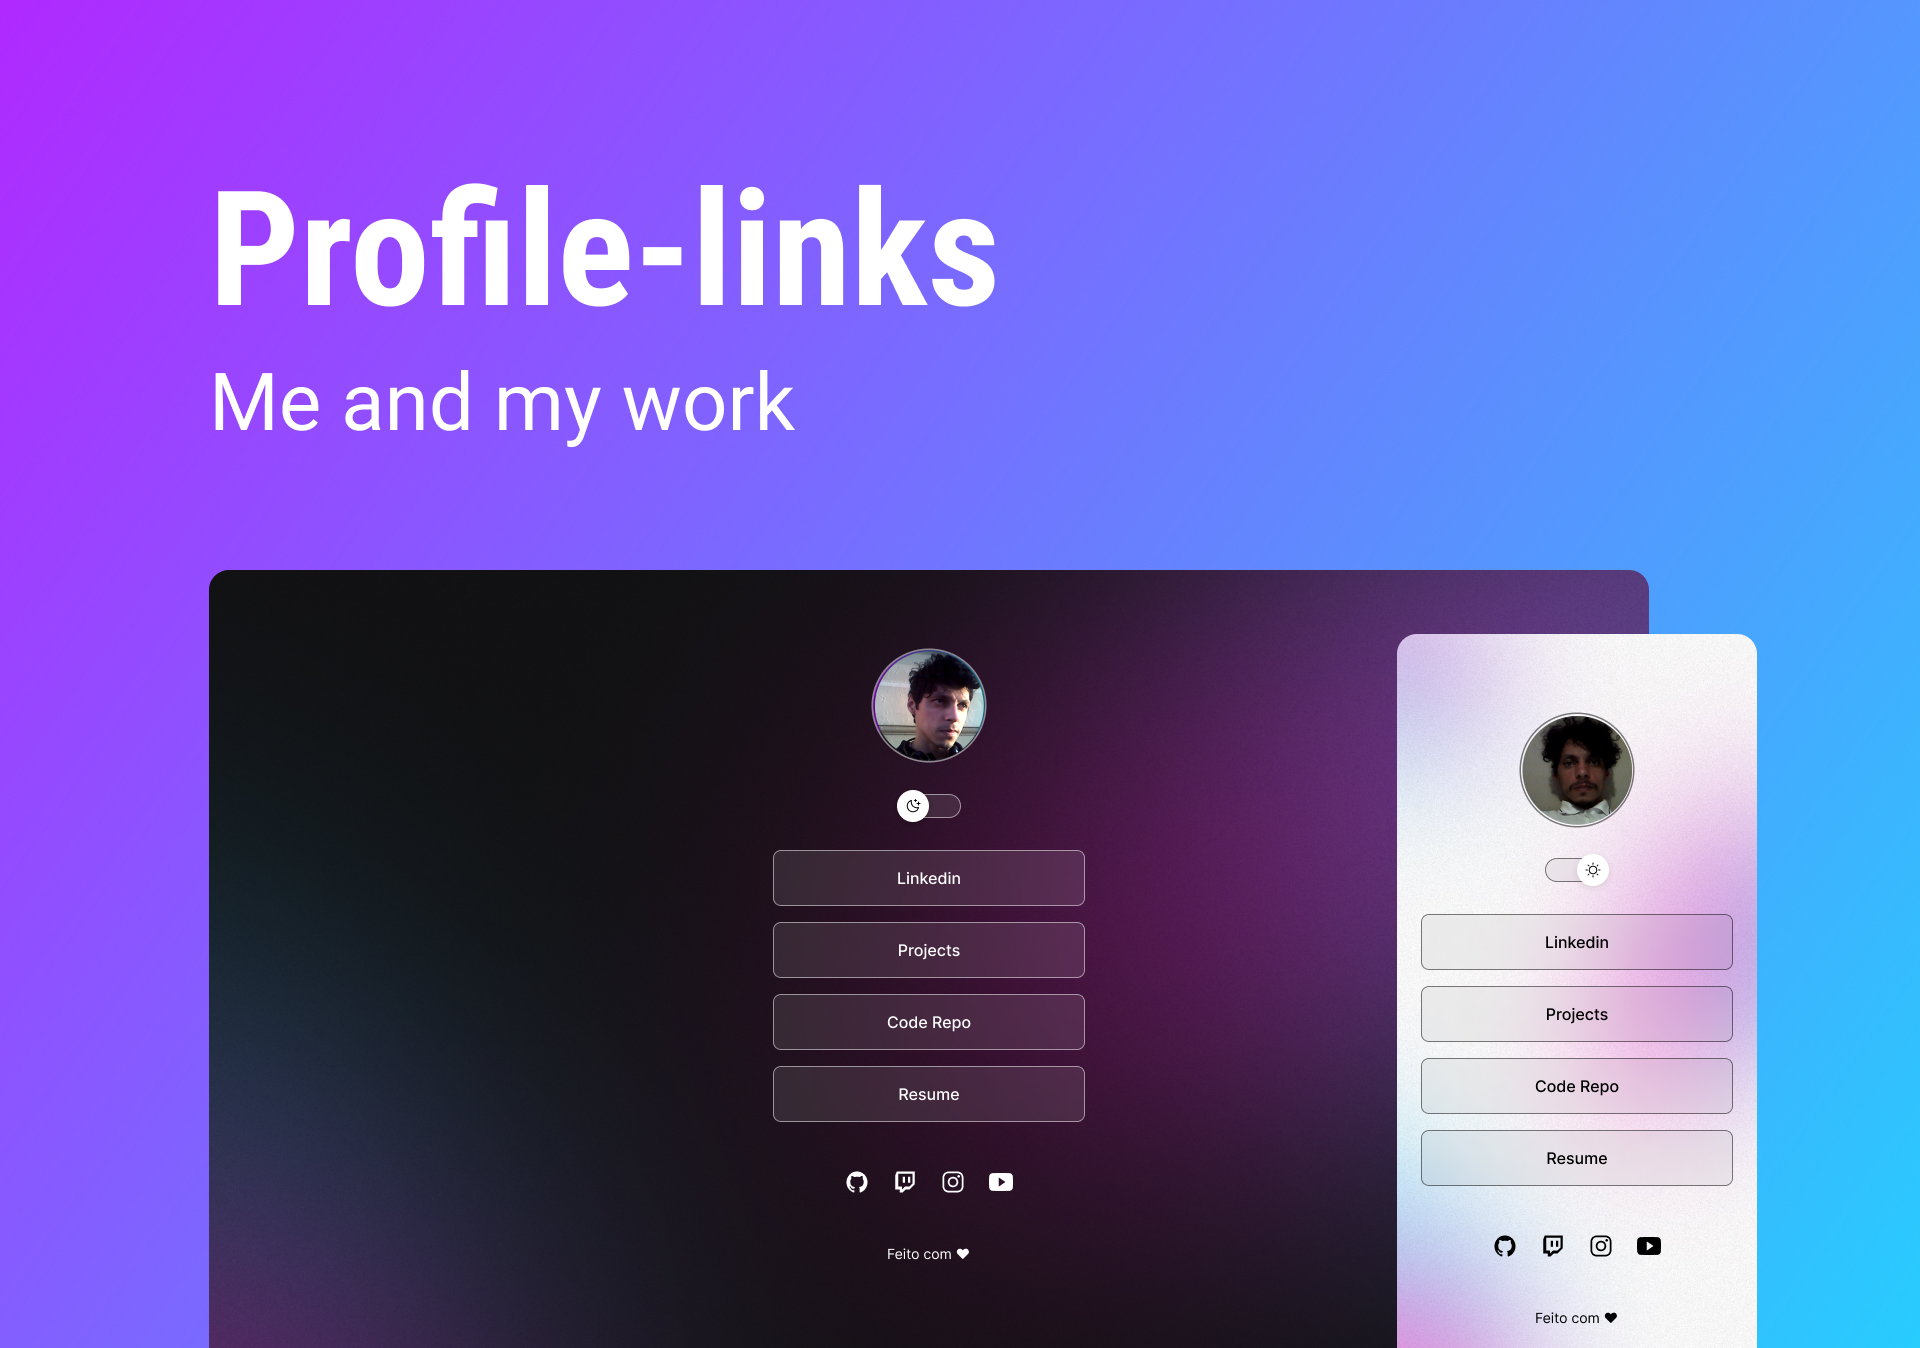 Profile-links
Me and my work
Linkedin
Projects
Code Repo
Resume
Feito com ♥
Linkedin
Projects
Code Repo
Resume
Feito com ♥